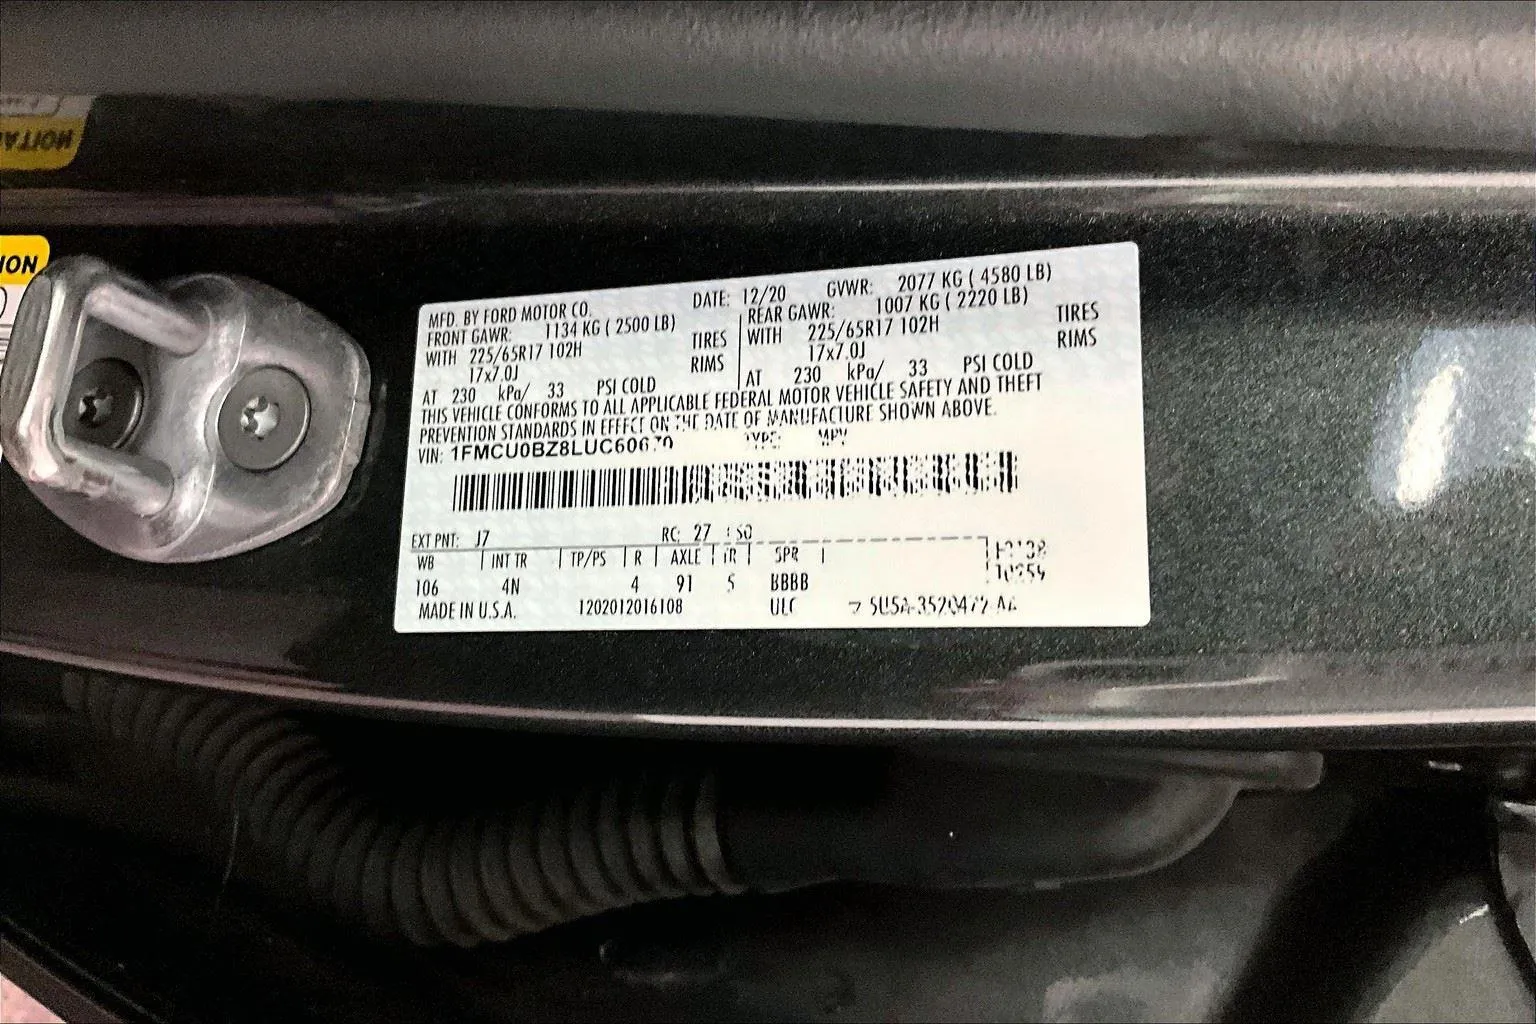 NOITA
NION
MFD. BY FORD MOTOR CO. DATE: 12/20 GVWR: 2077 KG ( 4580 LB)
FRONT GAWR: 1134 KG ( 2500 LB) REAR GAWR: 1007 KG ( 2220 LB)
WITH 225/65R17 102H TIRES WITH 225/65R17 102H TIRES
17x7.0J RIMS 17x7.0J RIMS
AT 230 kPa/ 33 PSI COLD AT 230 kPa/ 33 PSI COLD
THIS VEHICLE CONFORMS TO ALL APPLICABLE FEDERAL MOTOR VEHICLE SAFETY AND THEFT
PREVENTION STANDARDS IN EFFECT ON THE DATE OF MANUFACTURE SHOWN ABOVE.
VIN: TYPE: MPV
EXT PNT: J7 RC: 27
WB INT TR TP/PS R AXLE TR SPR
106 4N 4 91 5 BBBB
MADE IN U.S.A. 1202012016108 ULC